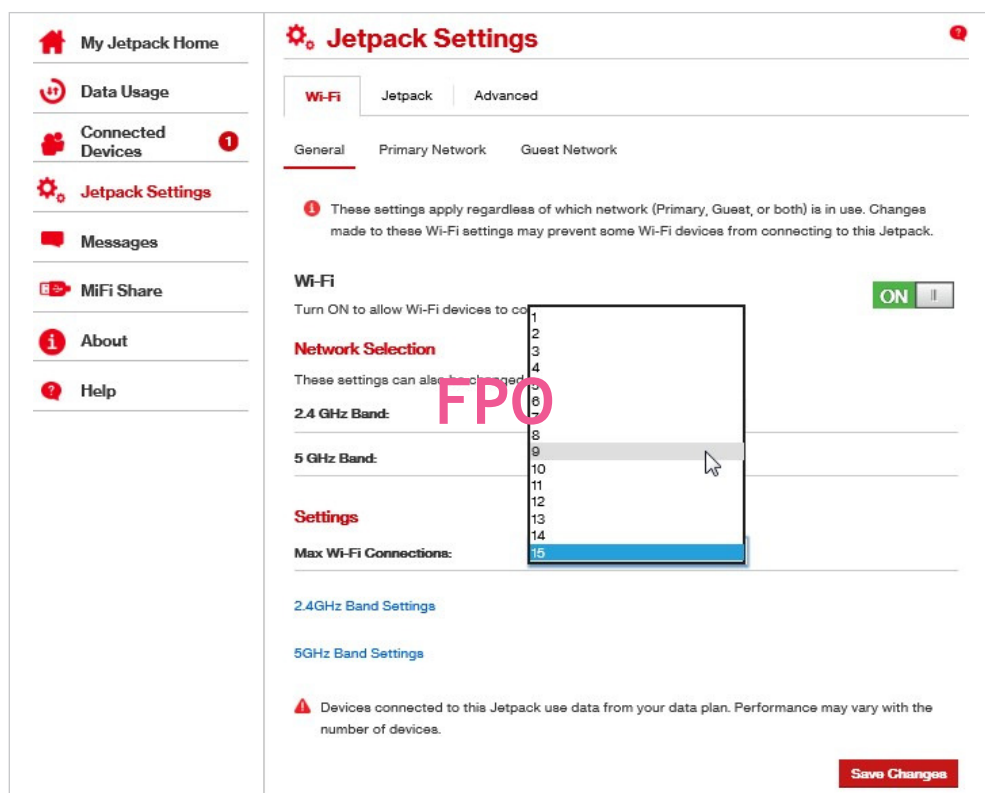 My Jetpack Home
Data Usage
Connected
Devices
1
Jetpack Settings
Messages
MiFi Share
About
Help
Jetpack Settings
Wi-Fi Jetpack Advanced
General Primary Network Guest Network
These settings apply regardless of which network (Primary, Guest, or both) is in use. Changes
made to these Wi-Fi settings may prevent some Wi-Fi devices from connecting to this Jetpack.
Wi-Fi
ON
Turn ON to allow Wi-Fi devices to co
Network Selection
These settings can also be changed
2.4 GHz Band:
5 GHz Band:
FPO
1
2
3
4
5
6
7
8
9
10
11
12
13
14
15
Settings
Max Wi-Fi Connections:
2.4GHz Band Settings
5GHz Band Settings
Devices connected to this Jetpack use data from your data plan. Performance may vary with the
number of devices.
Save Changes